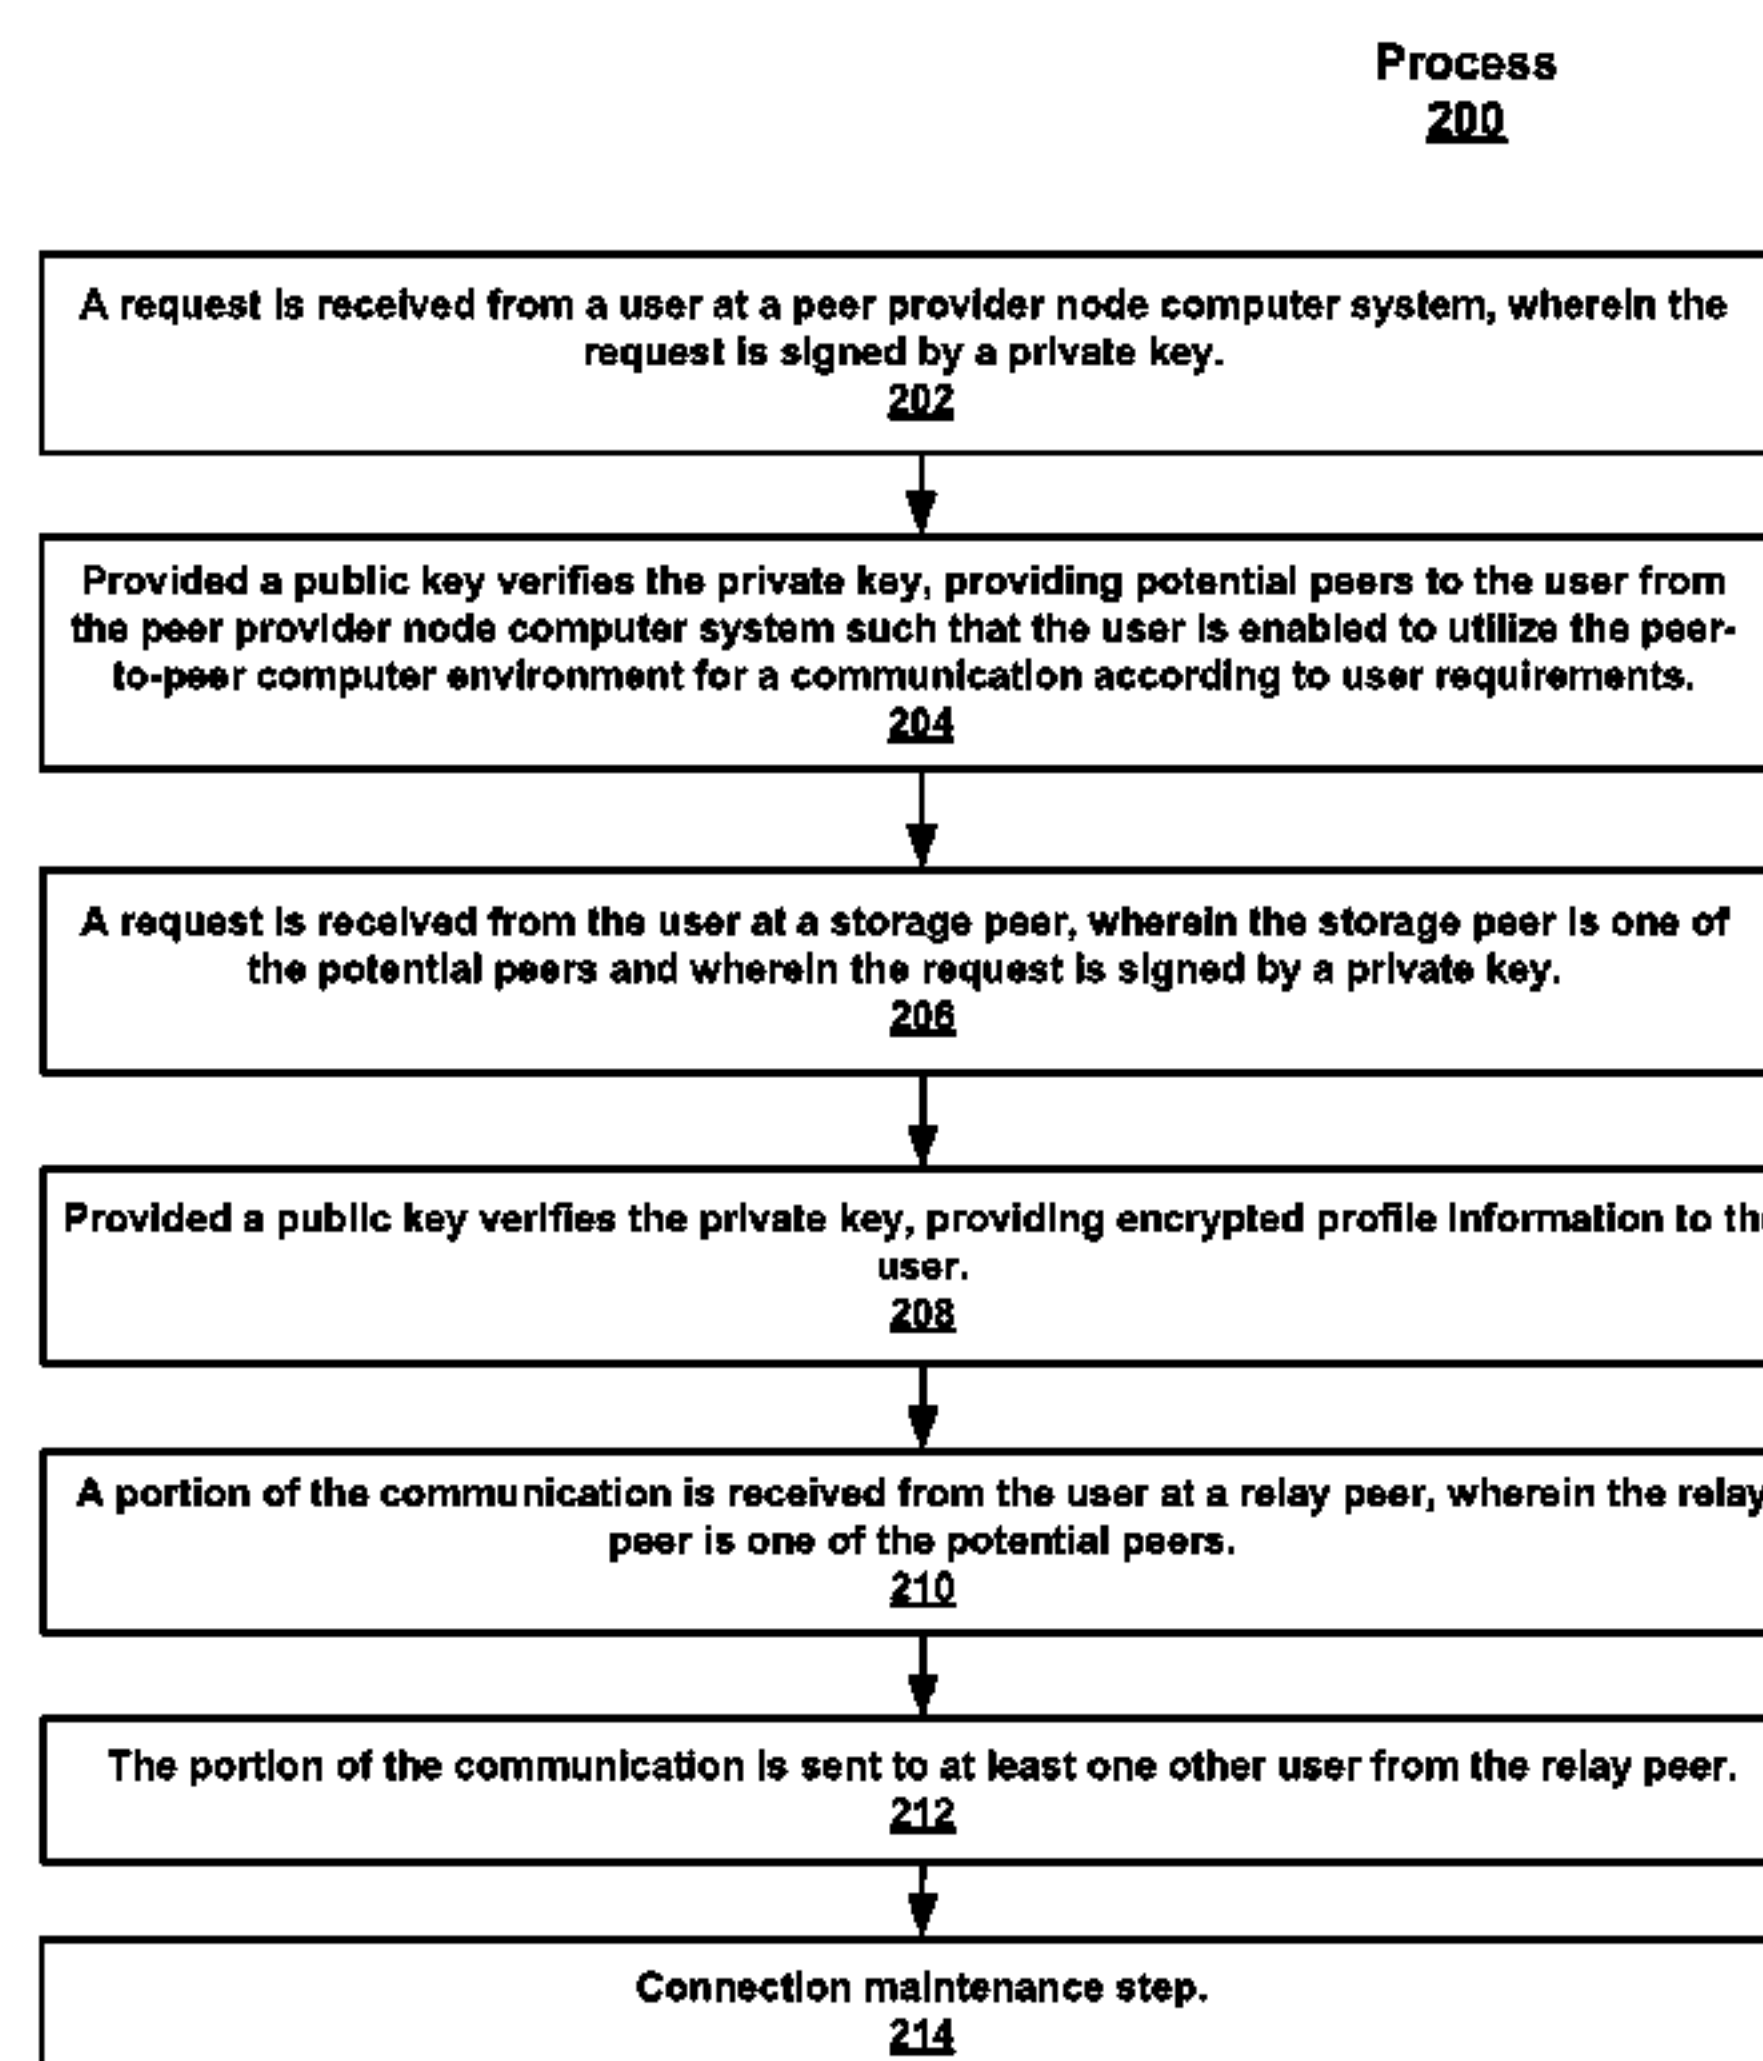 Process
200
A request is received from a user at a peer provider node computer system, wherein the
request is signed by a private key.
202
Provided a public key verifies the private key, providing potential peers to the user from
the peer provider node computer system such that the user is enabled to utilize the peer-
to-peer computer environment for a communication according to user requirements.
204
A request is received from the user at a storage peer, wherein the storage peer is one of
the potential peers and wherein the request is signed by a private key.
206
Provided a public key verifies the private key, providing encrypted profile information to the
user.
208
A portion of the communication is received from the user at a relay peer, wherein the relay
peer is one of the potential peers.
210
The portion of the communication is sent to at least one other user from the relay peer.
212
Connection maintenance step.
214